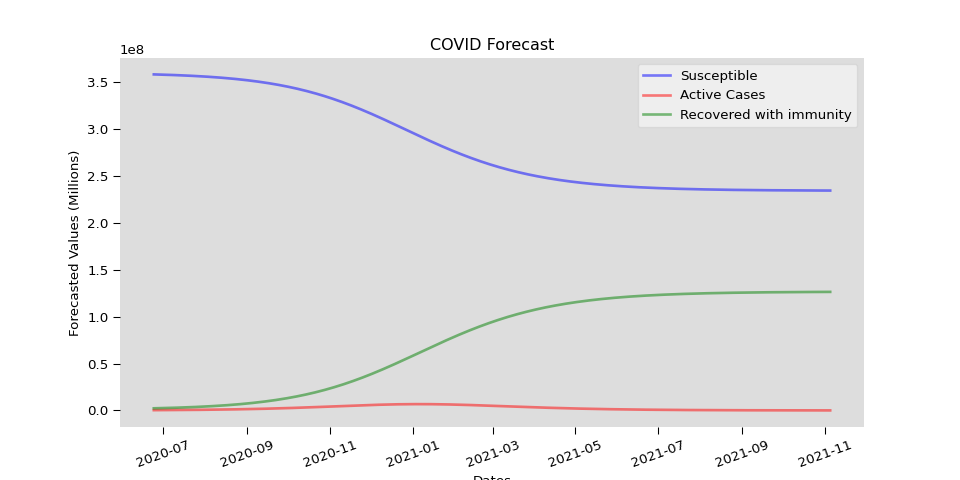 COVID Forecast
1e8
Susceptible
Active Cases
Recovered with immunity
3.5
3.0
2.5
2.0
1.5
1.0
0.5
0.0
Forecasted Values (Millions)
2020-07 2020-09 2020-11 2021-01 2021-03 2021-05 2021-07 2021-09 2021-11
Dates